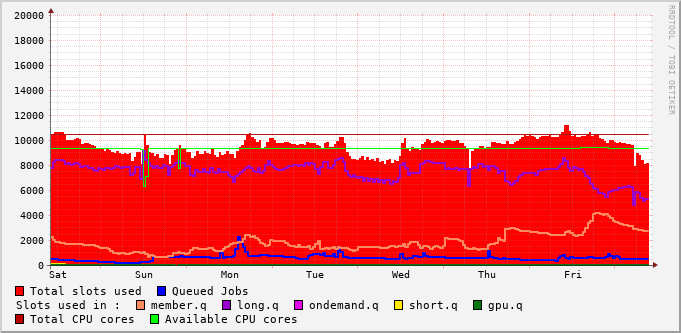 20000
18000
16000
14000
12000
10000
8000
6000
4000
2000
0
Sat Sun Mon Tue Wed Thu Fri
RRDTOOL / TOBI OETIKER
Total slots used Queued Jobs
Slots used in : member.q long.q ondemand.q short.q gpu.q
Total CPU cores Available CPU cores